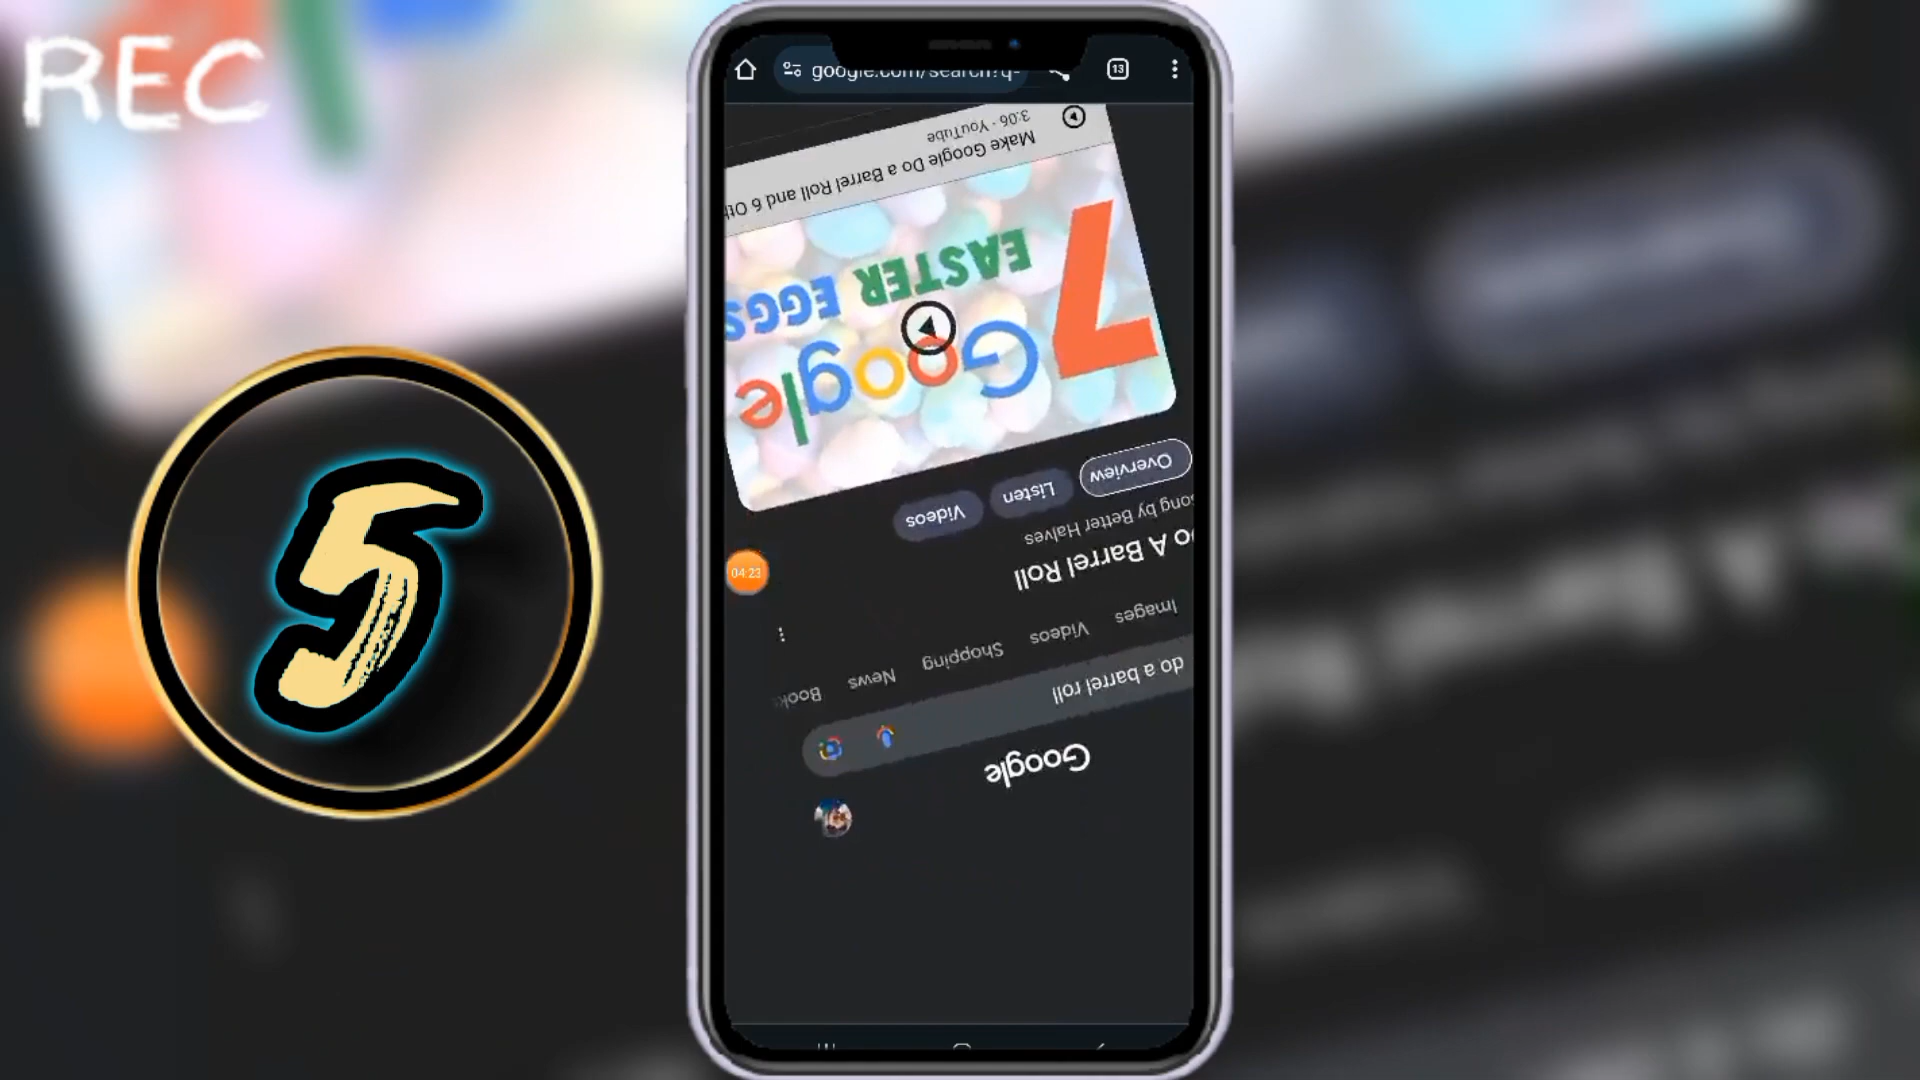 REC
5
google.com/search?q=
13
3:06 · YouTube
Make Google Do a Barrel Roll and 6 Oth
EASTER
EGGS
7
Google
Overview
Listen
Videos
Song by Better Halves
Do A Barrel Roll
04:23
Images
Videos
Shopping
News
Book
do a barrel roll
Google